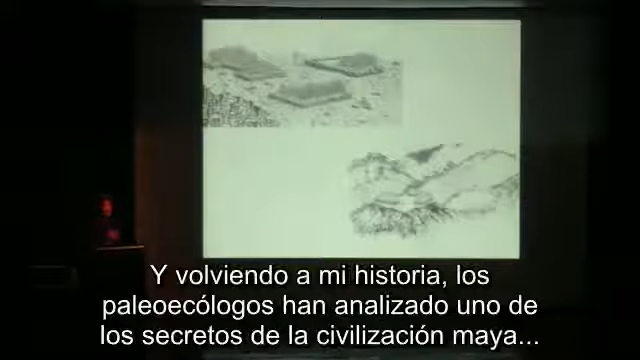 Y volviendo a mi historia, los
paleoecólogos han analizado uno de
los secretos de la civilización maya...